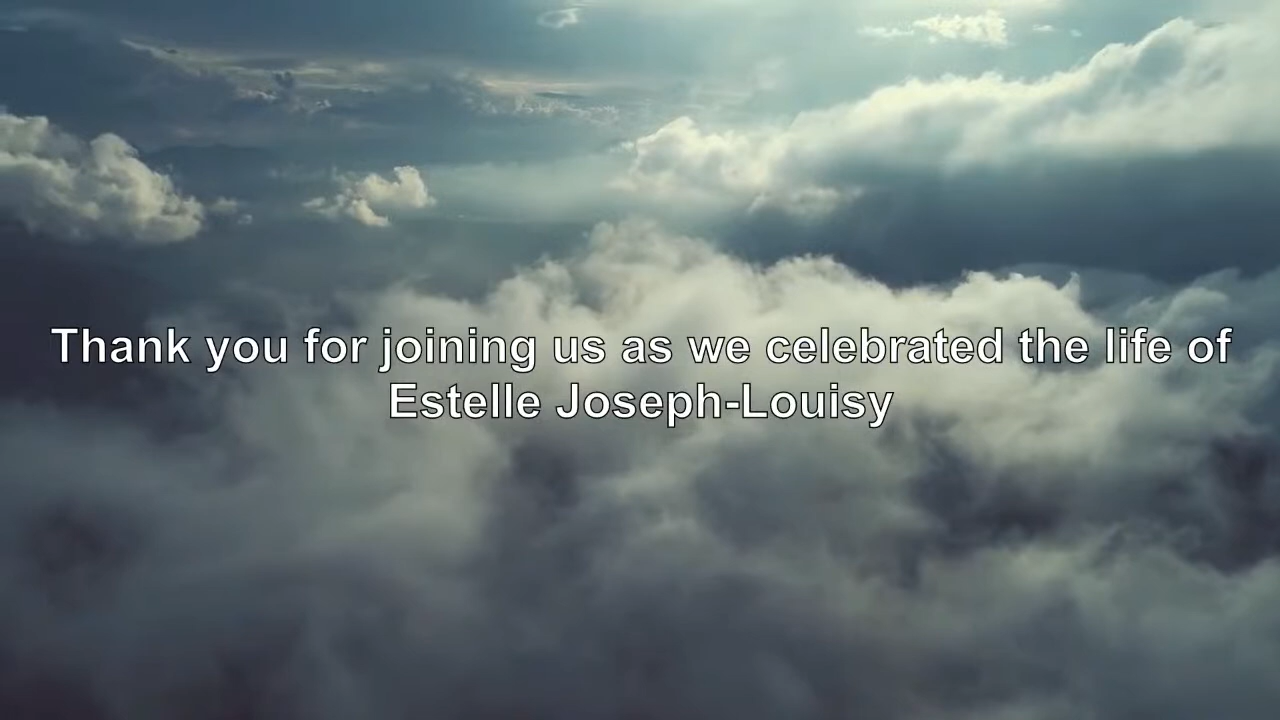 Thank you for joining us as we celebrated the life of
Estelle Joseph-Louisy